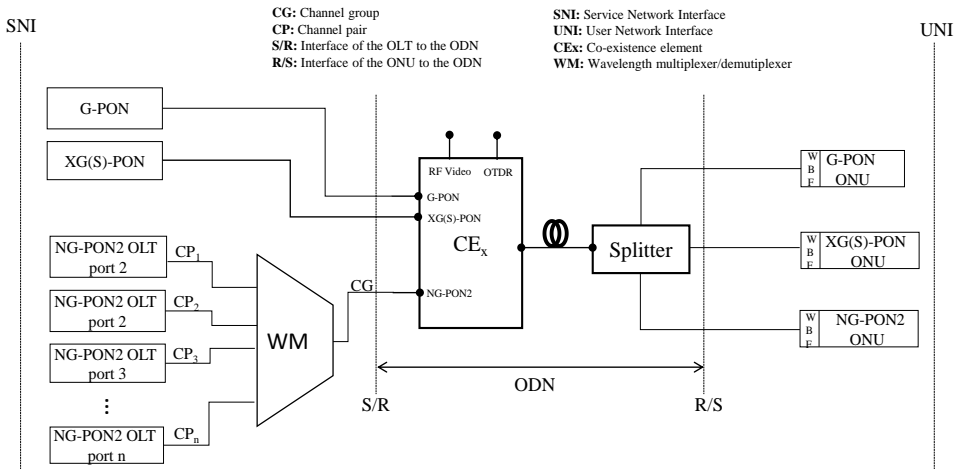 CG: Channel group
CP: Channel pair
S/R: Interface of the OLT to the ODN
R/S: Interface of the ONU to the ODN
SNI: Service Network Interface
UNI: User Network Interface
CEx: Co-existence element
WM: Wavelength multiplexer/demutiplexer
SNI
UNI
G-PON
XG(S)-PON
NG-PON2 OLT
port 2
CP1
NG-PON2 OLT
port 2
CP2
NG-PON2 OLT
port 3
CP3
⋮
NG-PON2 OLT
port n
CPn
WM
CG
RF Video
OTDR
G-PON
XG(S)-PON
CEx
NG-PON2
Splitter
W
B
F
G-PON
ONU
W
B
F
XG(S)-PON
ONU
W
B
F
NG-PON2
ONU
ODN
S/R
R/S